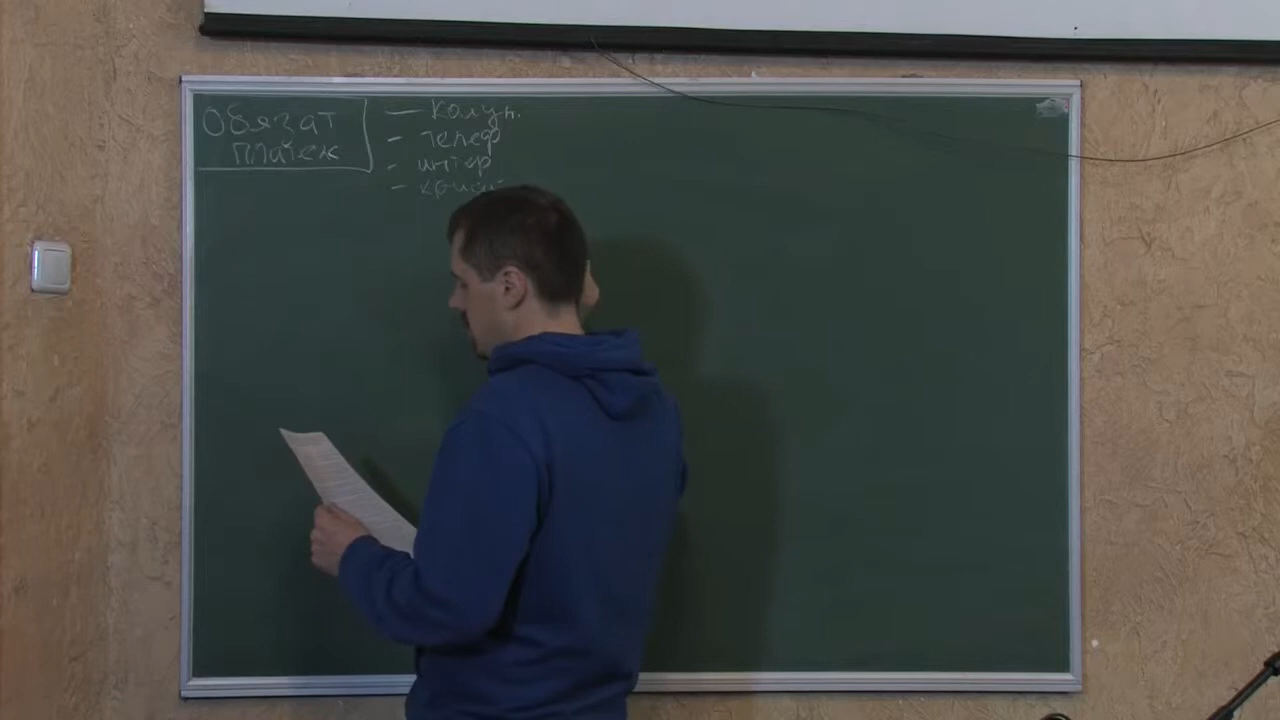 Обязат
платеж
— Комун.
- телеф
- интер